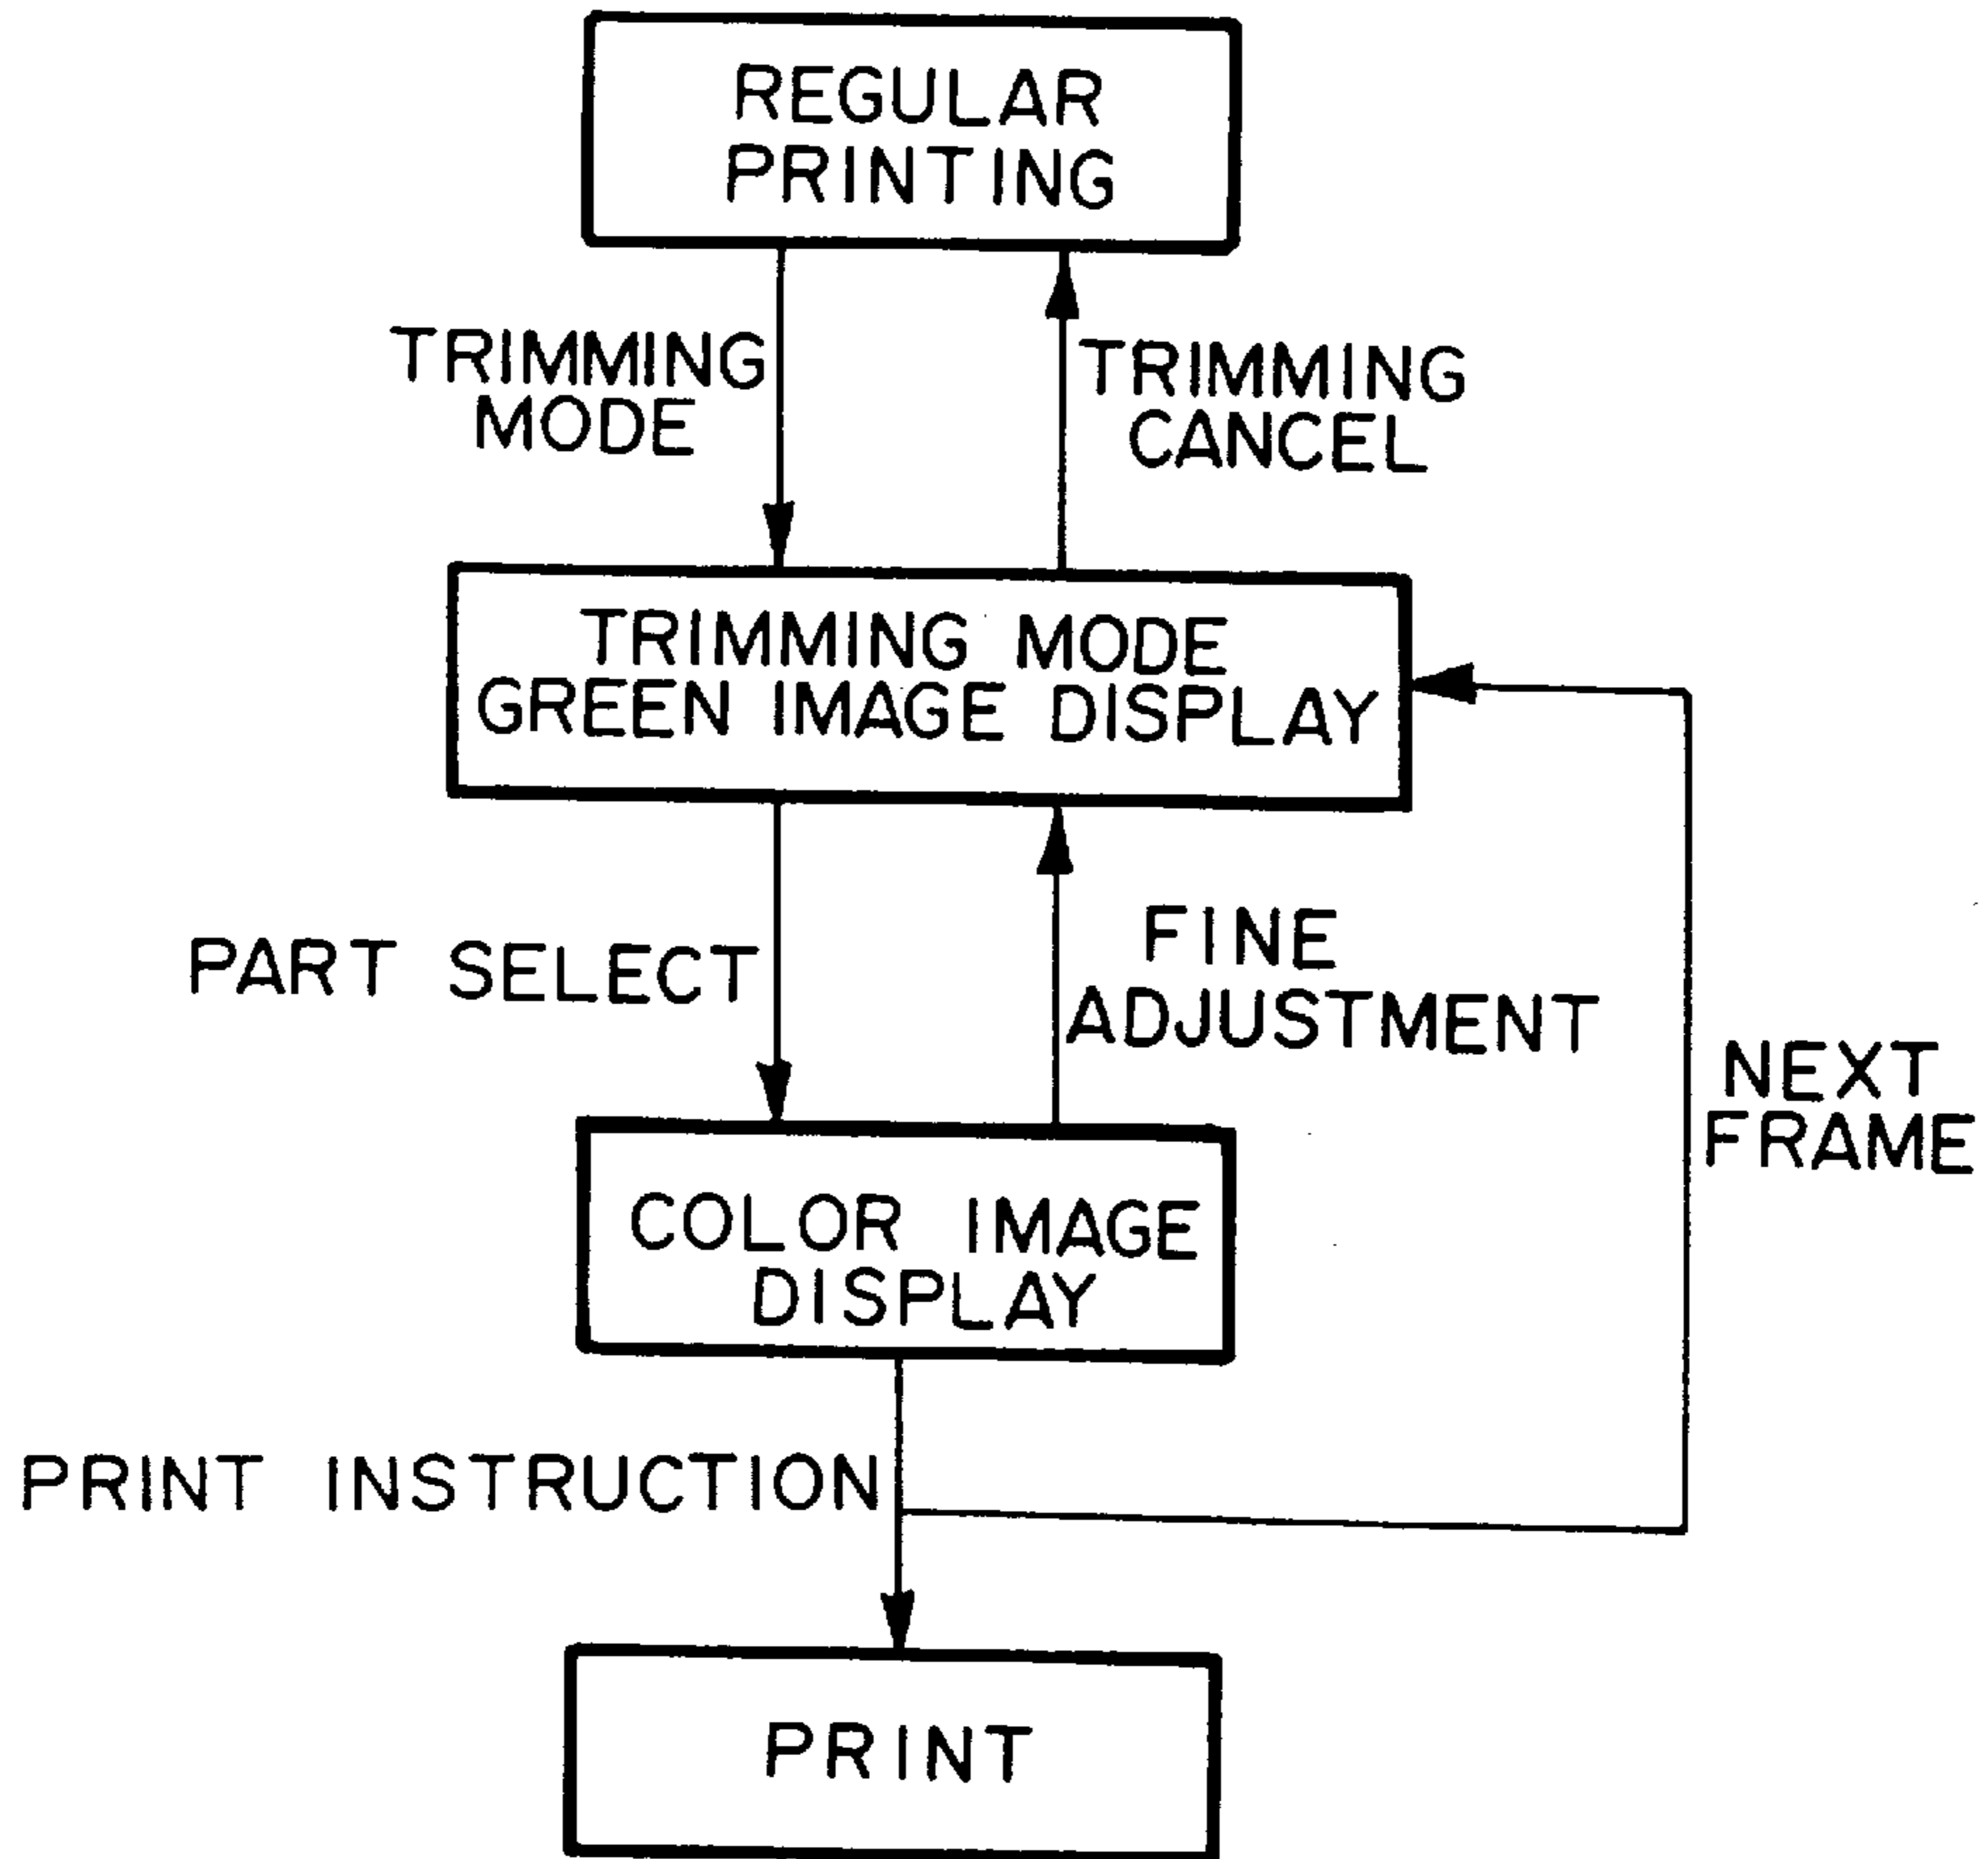 REGULAR
PRINTING
TRIMMING
MODE
TRIMMING
CANCEL
TRIMMING MODE
GREEN IMAGE DISPLAY
PART SELECT
FINE
ADJUSTMENT
NEXT
FRAME
COLOR IMAGE
DISPLAY
PRINT INSTRUCTION
PRINT